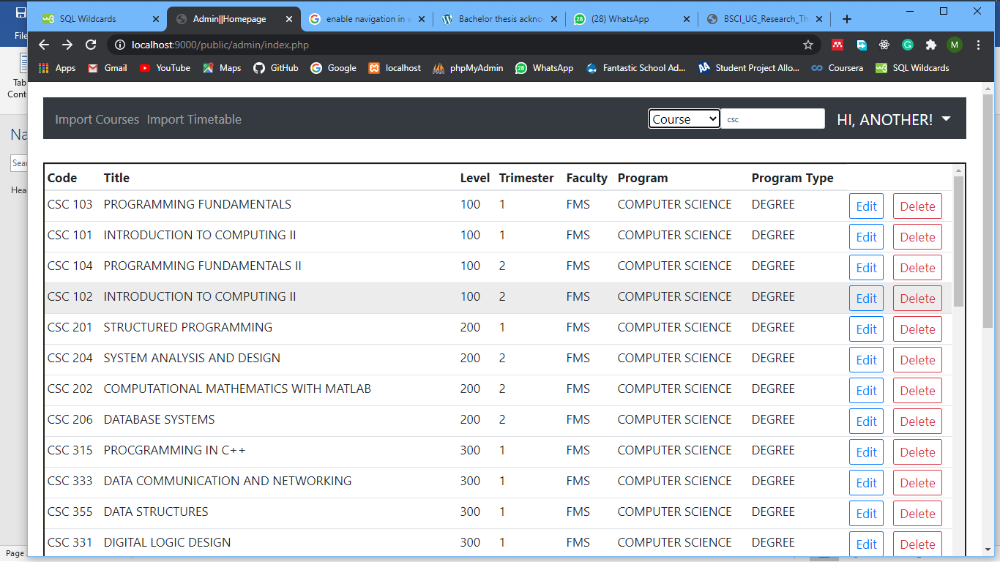 SQL Wildcards
Admin||Homepage
enable navigation in w
Bachelor thesis ackno
(28) WhatsApp
BSCI_UG_Research_Th
File
localhost:9000/public/admin/index.php
M
Apps Gmail YouTube Maps GitHub Google localhost phpMyAdmin WhatsApp Fantastic School Ad... Student Project Allo... Coursera SQL Wildcards
Tab
Cont
Na
Sear
Hea
Page
Import Courses Import Timetable Course csc HI, ANOTHER!
Code Title Level Trimester Faculty Program Program Type
CSC 103 PROGRAMMING FUNDAMENTALS 100 1 FMS COMPUTER SCIENCE DEGREE Edit Delete
CSC 101 INTRODUCTION TO COMPUTING II 100 1 FMS COMPUTER SCIENCE DEGREE Edit Delete
CSC 104 PROGRAMMING FUNDAMENTALS II 100 2 FMS COMPUTER SCIENCE DEGREE Edit Delete
CSC 102 INTRODUCTION TO COMPUTING II 100 2 FMS COMPUTER SCIENCE DEGREE Edit Delete
CSC 201 STRUCTURED PROGRAMMING 200 1 FMS COMPUTER SCIENCE DEGREE Edit Delete
CSC 204 SYSTEM ANALYSIS AND DESIGN 200 2 FMS COMPUTER SCIENCE DEGREE Edit Delete
CSC 202 COMPUTATIONAL MATHEMATICS WITH MATLAB 200 2 FMS COMPUTER SCIENCE DEGREE Edit Delete
CSC 206 DATABASE SYSTEMS 200 2 FMS COMPUTER SCIENCE DEGREE Edit Delete
CSC 315 PROCGRAMMING IN C++ 300 1 FMS COMPUTER SCIENCE DEGREE Edit Delete
CSC 333 DATA COMMUNICATION AND NETWORKING 300 1 FMS COMPUTER SCIENCE DEGREE Edit Delete
CSC 355 DATA STRUCTURES 300 1 FMS COMPUTER SCIENCE DEGREE Edit Delete
CSC 331 DIGITAL LOGIC DESIGN 300 1 FMS COMPUTER SCIENCE DEGREE Edit Delete